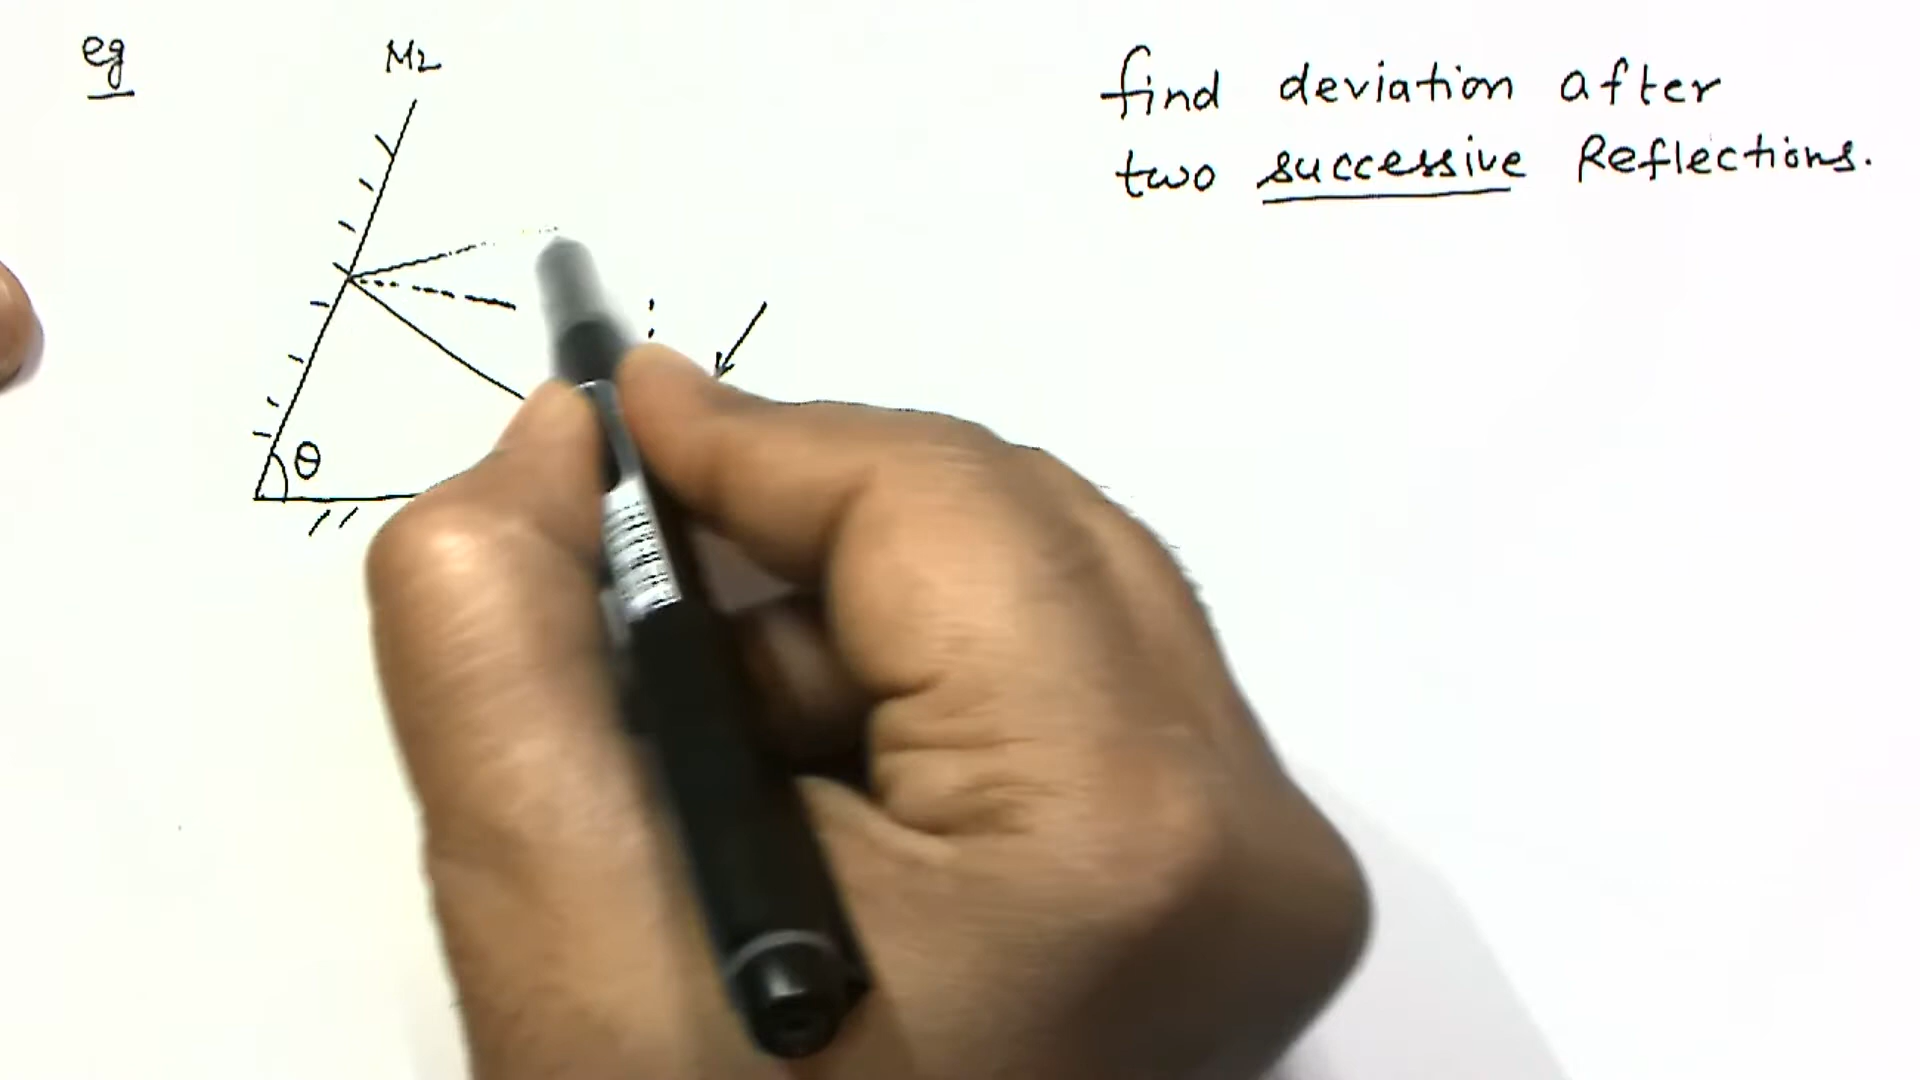 eg
M2
find deviation after
two successive Reflections.
θ